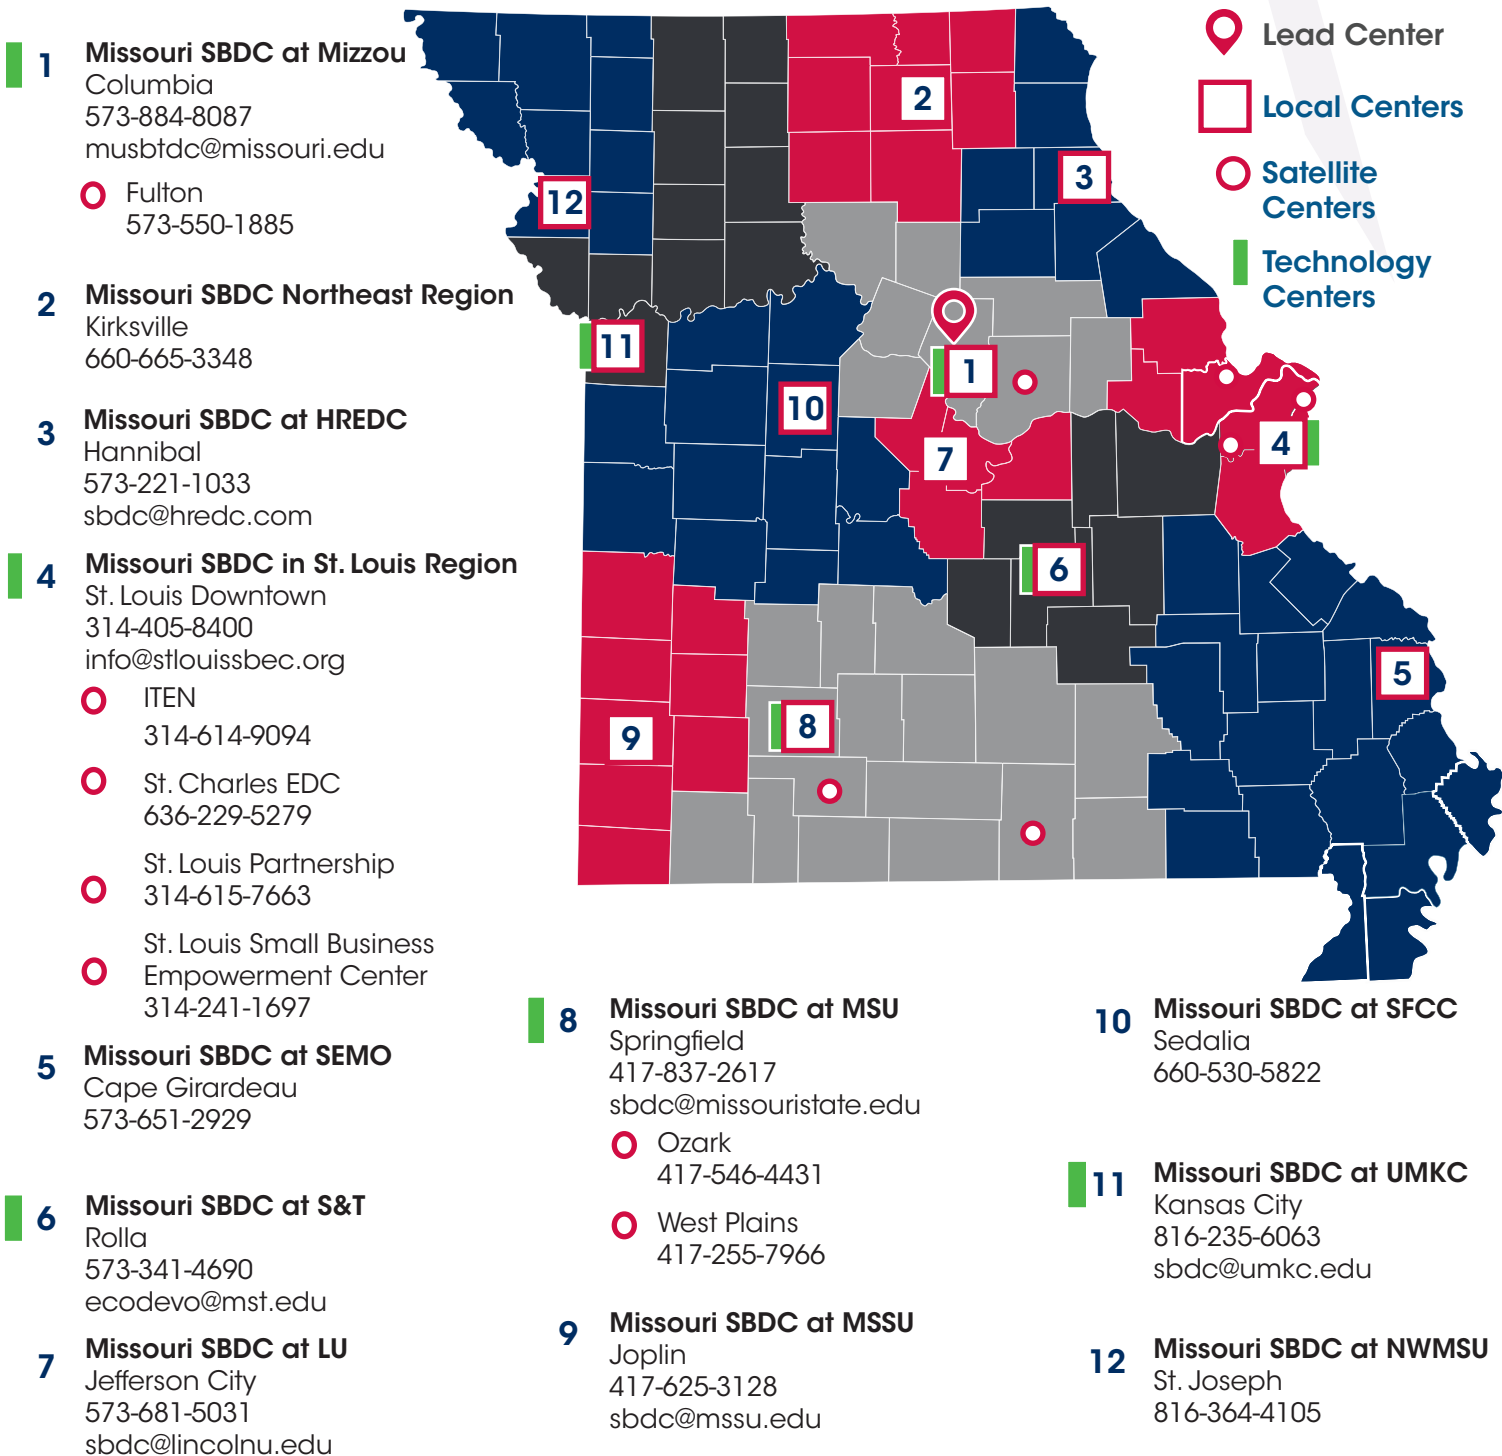 1
Missouri SBDC at Mizzou
Columbia
573-884-8087
musbtdc@missouri.edu
Fulton
573-550-1885
2
Missouri SBDC Northeast Region
Kirksville
660-665-3348
3
Missouri SBDC at HREDC
Hannibal
573-221-1033
sbdc@hredc.com
4
Missouri SBDC in St. Louis Region
St. Louis Downtown
314-405-8400
info@stlouissbec.org
ITEN
314-614-9094
St. Charles EDC
636-229-5279
St. Louis Partnership
314-615-7663
St. Louis Small Business
Empowerment Center
314-241-1697
5
Missouri SBDC at SEMO
Cape Girardeau
573-651-2929
6
Missouri SBDC at S&T
Rolla
573-341-4690
ecodevo@mst.edu
7
Missouri SBDC at LU
Jefferson City
573-681-5031
sbdc@lincolnu.edu
8
Missouri SBDC at MSU
Springfield
417-837-2617
sbdc@missouristate.edu
Ozark
417-546-4431
West Plains
417-255-7966
9
Missouri SBDC at MSSU
Joplin
417-625-3128
sbdc@mssu.edu
10
Missouri SBDC at SFCC
Sedalia
660-530-5822
11
Missouri SBDC at UMKC
Kansas City
816-235-6063
sbdc@umkc.edu
12
Missouri SBDC at NWMSU
St. Joseph
816-364-4105
Lead Center
Local Centers
Satellite
Centers
Technology
Centers
2
3
12
11
1
10
7
4
6
5
8
9